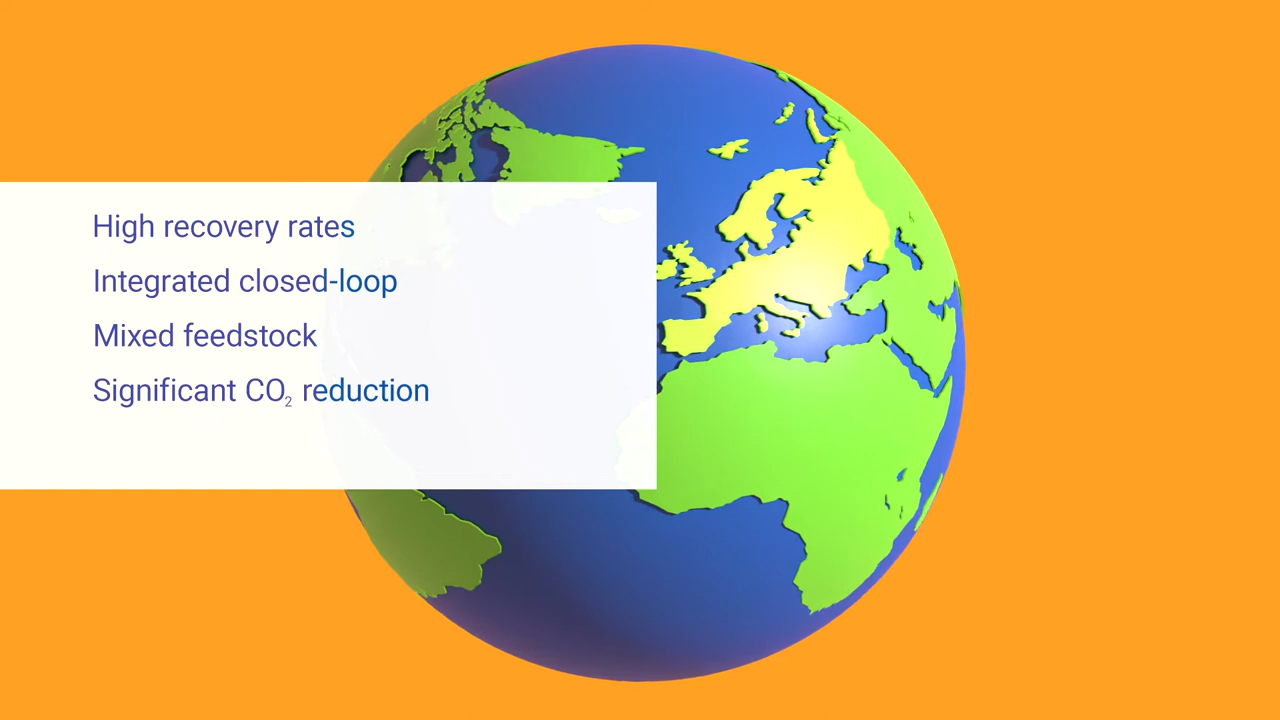 High recovery rates
Integrated closed-loop
Mixed feedstock
Significant CO₂ reduction